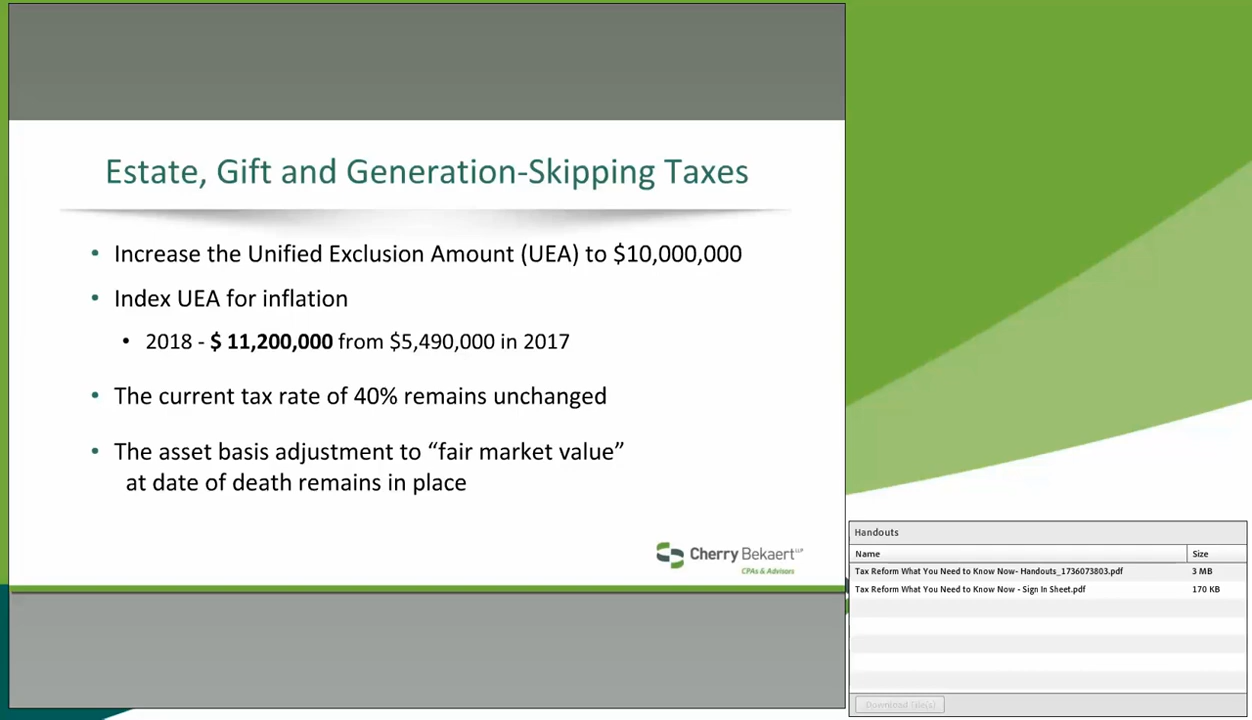 Estate, Gift and Generation-Skipping Taxes
• Increase the Unified Exclusion Amount (UEA) to $10,000,000
• Index UEA for inflation
• 2018 - $ 11,200,000 from $5,490,000 in 2017
• The current tax rate of 40% remains unchanged
• The asset basis adjustment to “fair market value”
at date of death remains in place
Cherry Bekaert LLP
CPAs & Advisors
Handouts
Name Size
Tax Reform What You Need to Know Now- Handouts_1736073803.pdf 3 MB
Tax Reform What You Need to Know Now - Sign In Sheet.pdf 170 KB
Download File(s)